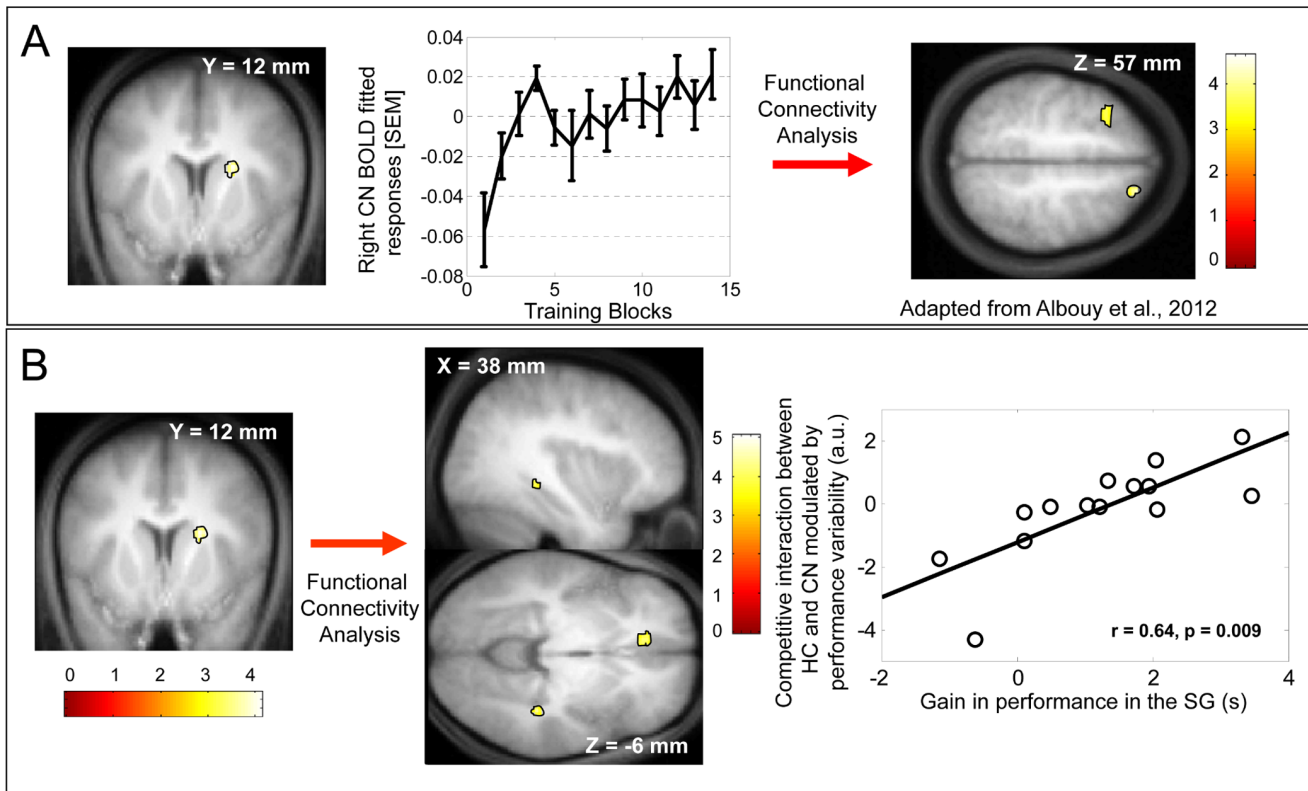 A
Y = 12 mm
Right CN BOLD fitted
responses [SEM]
0.04
0.02
0
-0.02
-0.04
-0.06
-0.08
0
5
10
15
Training Blocks
Functional
Connectivity
Analysis
Z = 57 mm
4
3
2
1
0
Adapted from Albouy et al., 2012
B
Y = 12 mm
0 1 2 3 4
Functional
Connectivity
Analysis
X = 38 mm
Z = -6 mm
5
4
3
2
1
0
Competitive interaction between
HC and CN modulated by
performance variability (a.u.)
2
0
-2
-4
r = 0.64, p = 0.009
-2 0 2 4
Gain in performance in the SG (s)